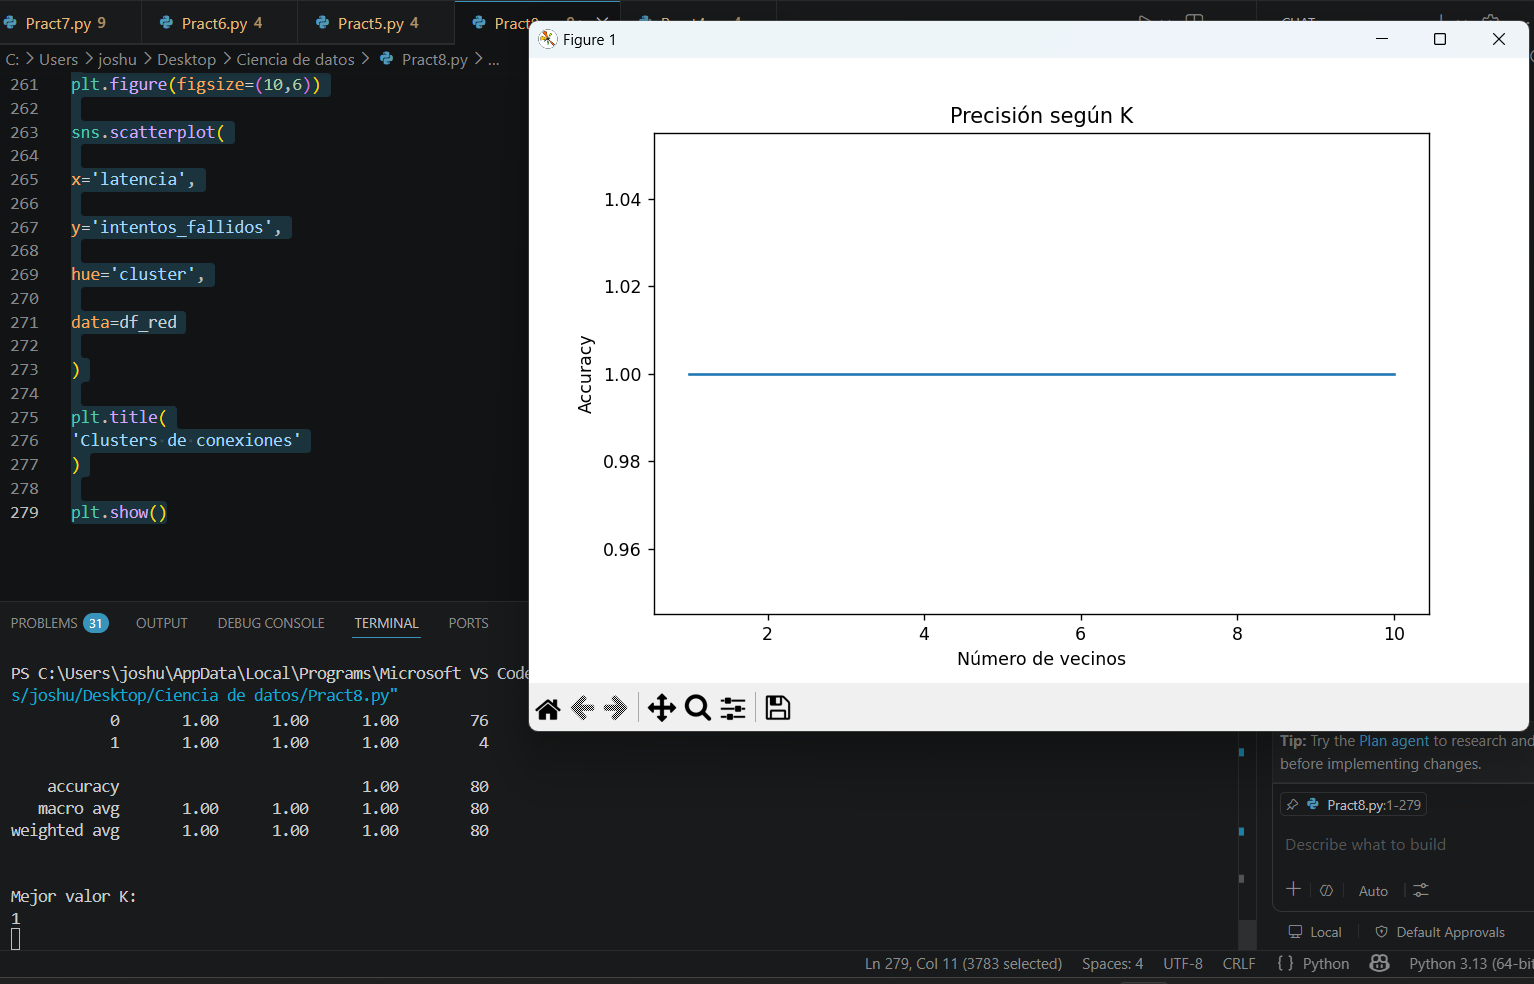 Pract7.py 9
Pract6.py 4
Pract5.py 4
Figure 1
C: > Users > joshu > Desktop > Ciencia de datos > Pract8.py > ...
261 plt.figure(figsize=(10,6))
262
263 sns.scatterplot(
264
265 x='latencia',
266
267 y='intentos_fallidos',
268
269 hue='cluster',
270
271 data=df_red
272
273 )
274
275 plt.title(
276 'Clusters de conexiones'
277 )
278
279 plt.show()
Precisión según K
1.04
1.02
1.00
0.98
0.96
Accuracy
2 4 6 8 10
Número de vecinos
PROBLEMS 31 OUTPUT DEBUG CONSOLE TERMINAL PORTS
PS C:\Users\joshu\AppData\Local\Programs\Microsoft VS Code
s/joshu/Desktop/Ciencia de datos/Pract8.py"
0 1.00 1.00 1.00 76
1 1.00 1.00 1.00 4
accuracy 1.00 80
macro avg 1.00 1.00 1.00 80
weighted avg 1.00 1.00 1.00 80
Mejor valor K:
1
Tip: Try the Plan agent to research and
before implementing changes.
Pract8.py:1-279
Describe what to build
Auto
Local Default Approvals
Ln 279, Col 11 (3783 selected) Spaces: 4 UTF-8 CRLF { } Python Python 3.13 (64-bit